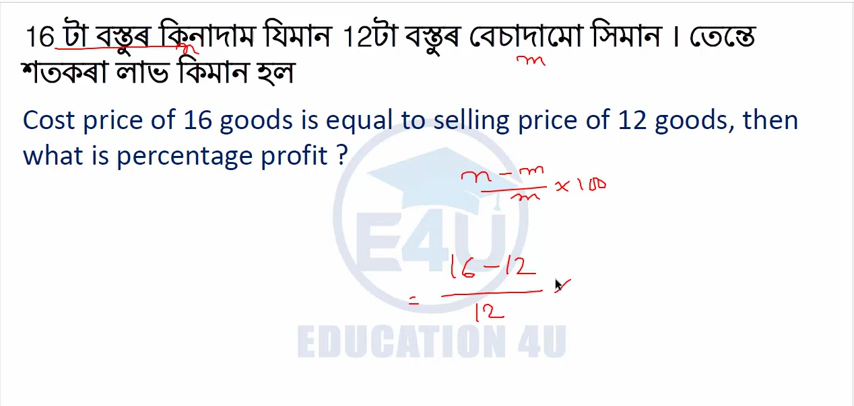 16 টা বস্তুৰ কিনাদাম যিমান 12টা বস্তুৰ বেচাদামো সিমান । তেন্তে
n
m
শতকৰা লাভ কিমান হল
Cost price of 16 goods is equal to selling price of 12 goods, then
what is percentage profit ?
n - m
m × 100
E4U
16 - 12
=
12
EDUCATION 4U